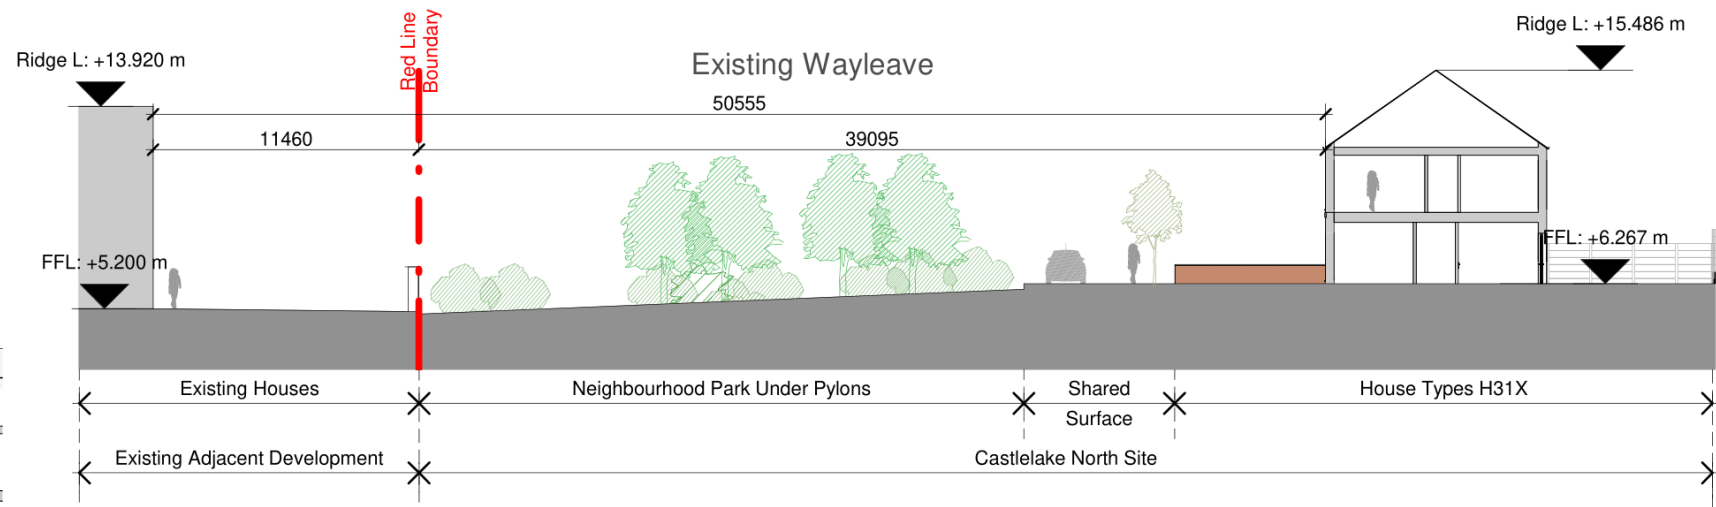 Ridge L: +15.486 m
Ridge L: +13.920 m
Red Line
Boundary
Existing Wayleave
50555
11460
39095
FFL: +5.200 m
FFL: +6.267 m
Existing Houses
Neighbourhood Park Under Pylons
Shared
Surface
House Types H31X
Existing Adjacent Development
Castlelake North Site